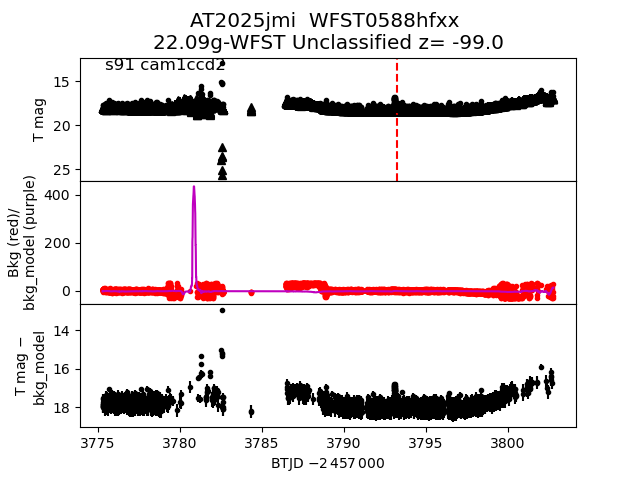 AT2025jmi  WFST0588hfxx
22.09g-WFST Unclassified z= -99.0
s91 cam1ccd2
T mag
15
20
25
Bkg (red)/
bkg_model (purple)
400
200
0
T mag −
bkg_model
14
16
18
3775
3780
3785
3790
3795
3800
BTJD −2 457 000